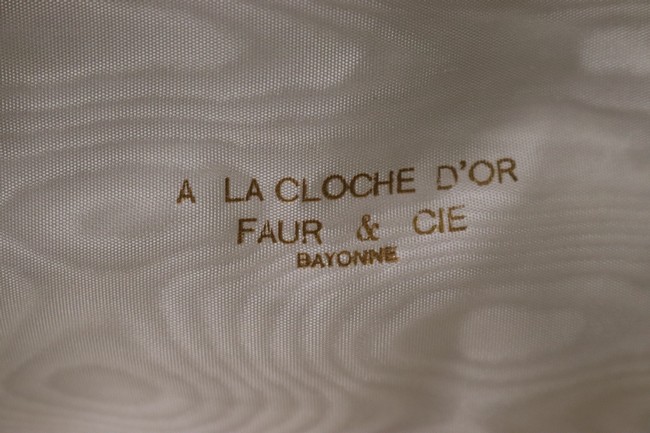 A LA CLOCHE D'OR
FAUR & CIE
BAYONNE